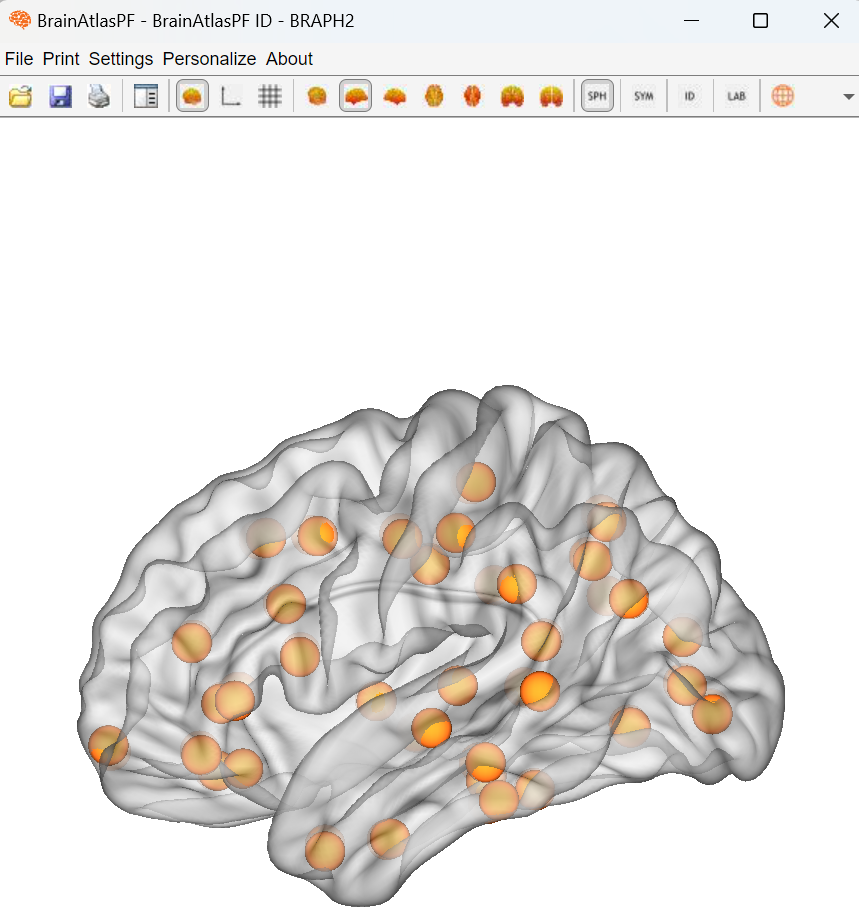 BrainAtlasPF - BrainAtlasPF ID - BRAPH2
File Print Settings Personalize About
SPH SYM ID LAB